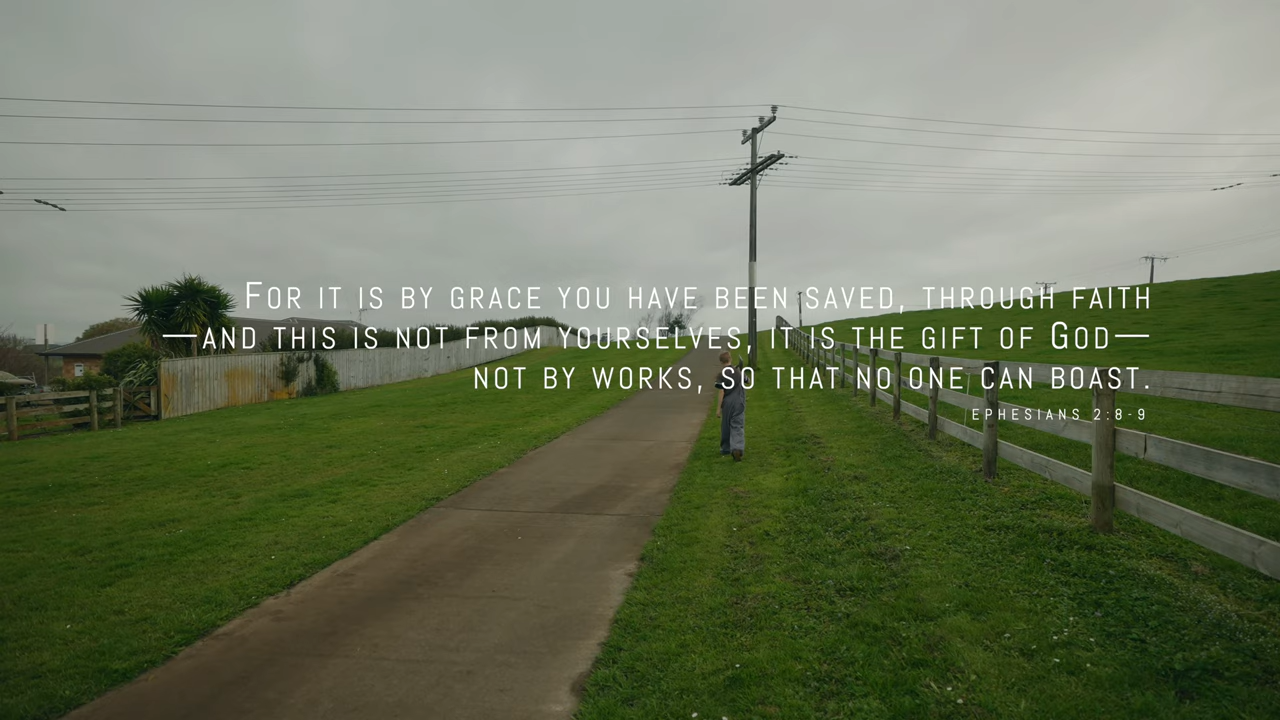 For it is by grace you have been saved, through faith
—and this is not from yourselves, it is the gift of God—
not by works, so that no one can boast.
Ephesians 2:8-9